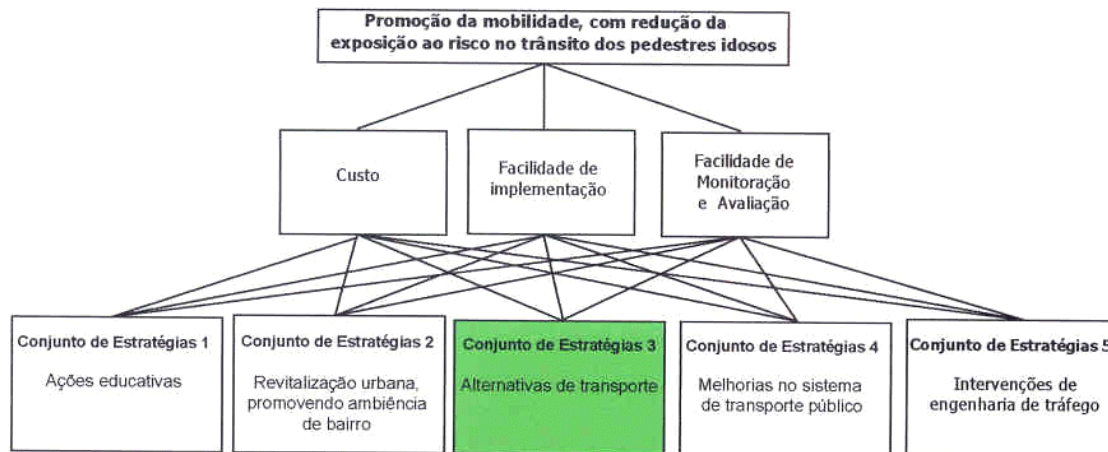 Promoção da mobilidade, com redução da
exposição ao risco no trânsito dos pedestres idosos
Custo
Facilidade de
implementação
Facilidade de
Monitoração
e Avaliação
Conjunto de Estratégias 1
Ações educativas
Conjunto de Estratégias 2
Revitalização urbana,
promovendo ambiência
de bairro
Conjunto de Estratégias 3
Alternativas de transporte
Conjunto de Estratégias 4
Melhorias no sistema
de transporte público
Conjunto de Estratégias 5
Intervenções de
engenharia de tráfego